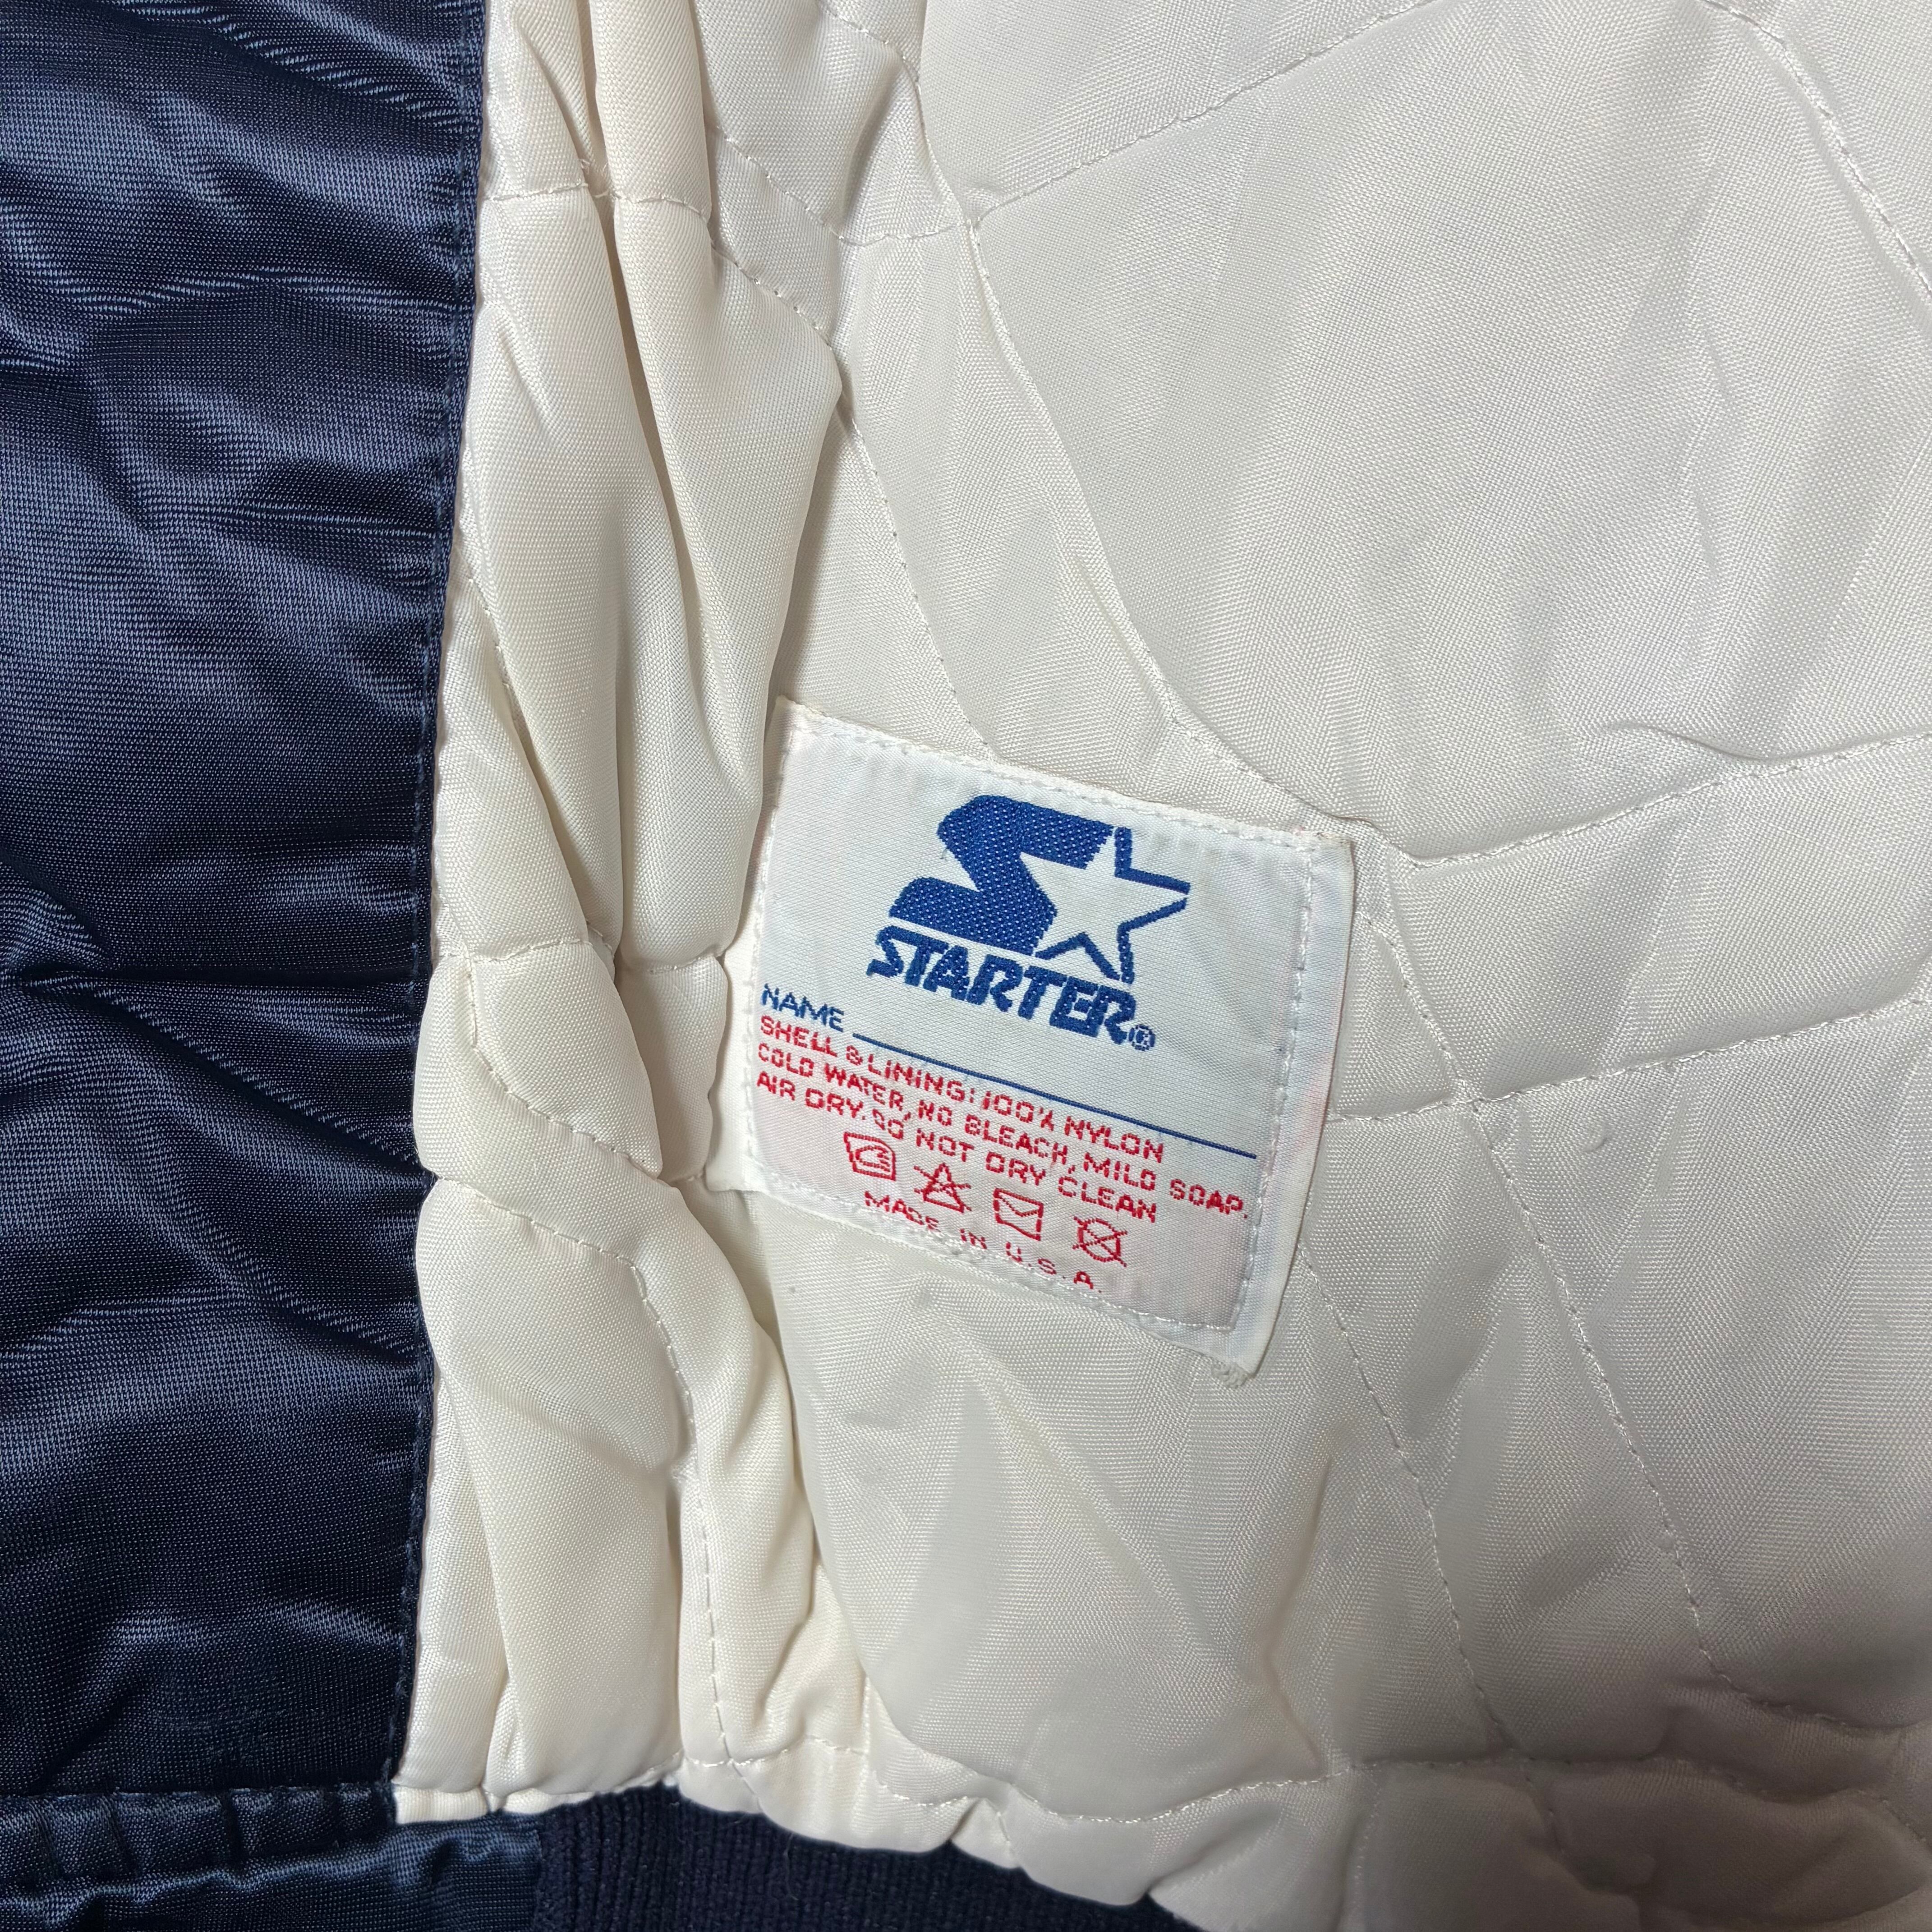 STARTER®
NAME
SHELL & LINING: 100% NYLON
COLD WATER, NO BLEACH, MILD SOAP.
AIR DRY. DO NOT DRY CLEAN
MADE IN U.S.A.